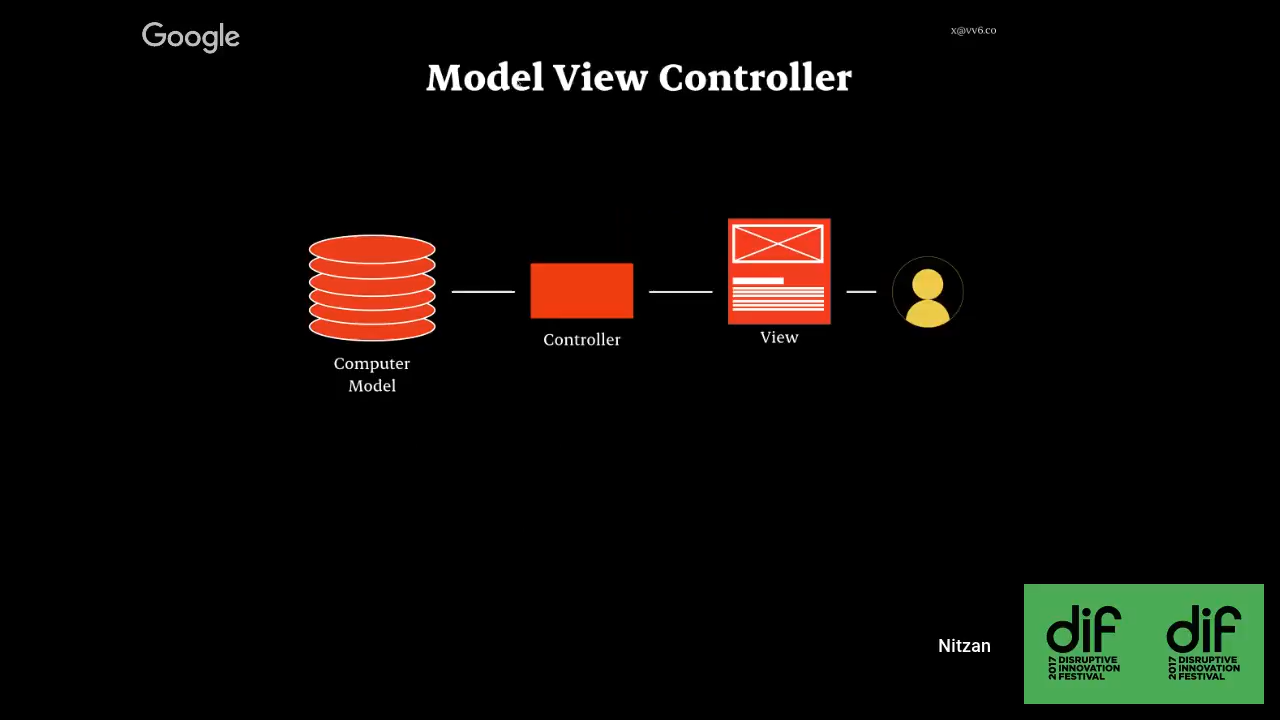 Google
x@vv6.co
Model View Controller
Controller
View
Computer
Model
Nitzan
dif
2017 DISRUPTIVE
INNOVATION
FESTIVAL
dif
2017 DISRUPTIVE
INNOVATION
FESTIVAL